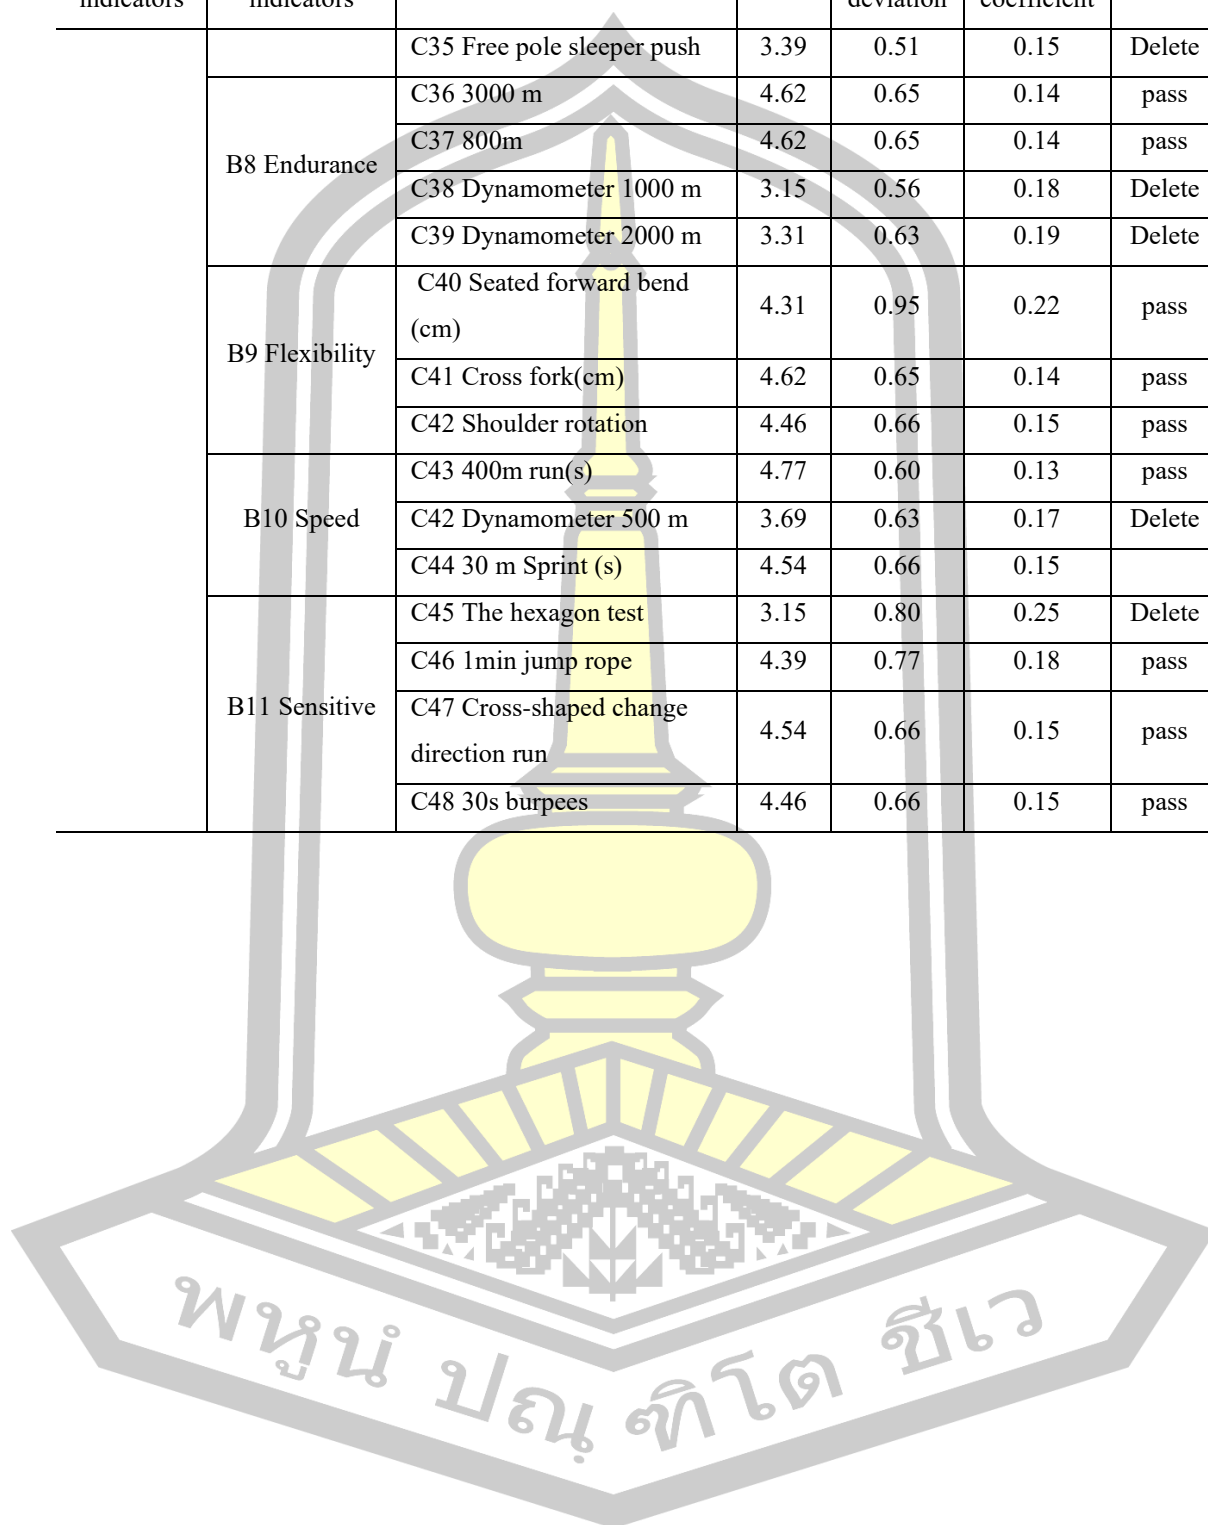 indicators indicators deviation coefficient
C35 Free pole sleeper push 3.39 0.51 0.15 Delete
B8 Endurance
C36 3000 m 4.62 0.65 0.14 pass
C37 800m 4.62 0.65 0.14 pass
C38 Dynamometer 1000 m 3.15 0.56 0.18 Delete
C39 Dynamometer 2000 m 3.31 0.63 0.19 Delete
B9 Flexibility
C40 Seated forward bend
(cm) 4.31 0.95 0.22 pass
C41 Cross fork(cm) 4.62 0.65 0.14 pass
C42 Shoulder rotation 4.46 0.66 0.15 pass
B10 Speed
C43 400m run(s) 4.77 0.60 0.13 pass
C42 Dynamometer 500 m 3.69 0.63 0.17 Delete
C44 30 m Sprint (s) 4.54 0.66 0.15
B11 Sensitive
C45 The hexagon test 3.15 0.80 0.25 Delete
C46 1min jump rope 4.39 0.77 0.18 pass
C47 Cross-shaped change
direction run 4.54 0.66 0.15 pass
C48 30s burpees 4.46 0.66 0.15 pass
พหูนํ ปณฺฑิโต ชีเว